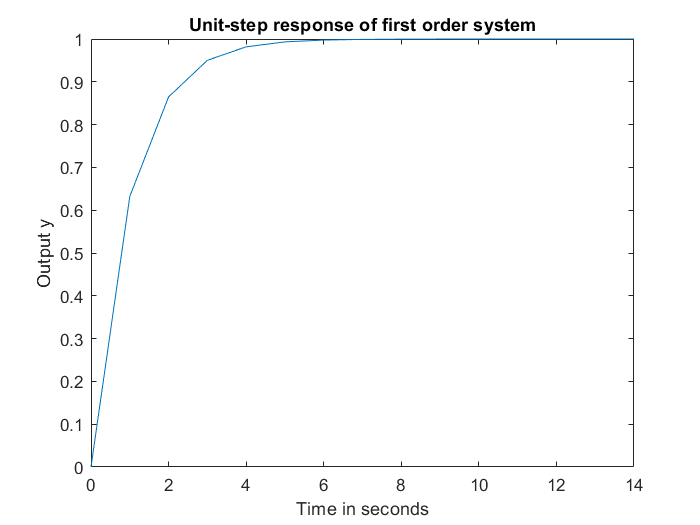 Unit-step response of first order system
1
0.9
0.8
0.7
0.6
0.5
0.4
0.3
0.2
0.1
0
Output y
0 2 4 6 8 10 12 14
Time in seconds